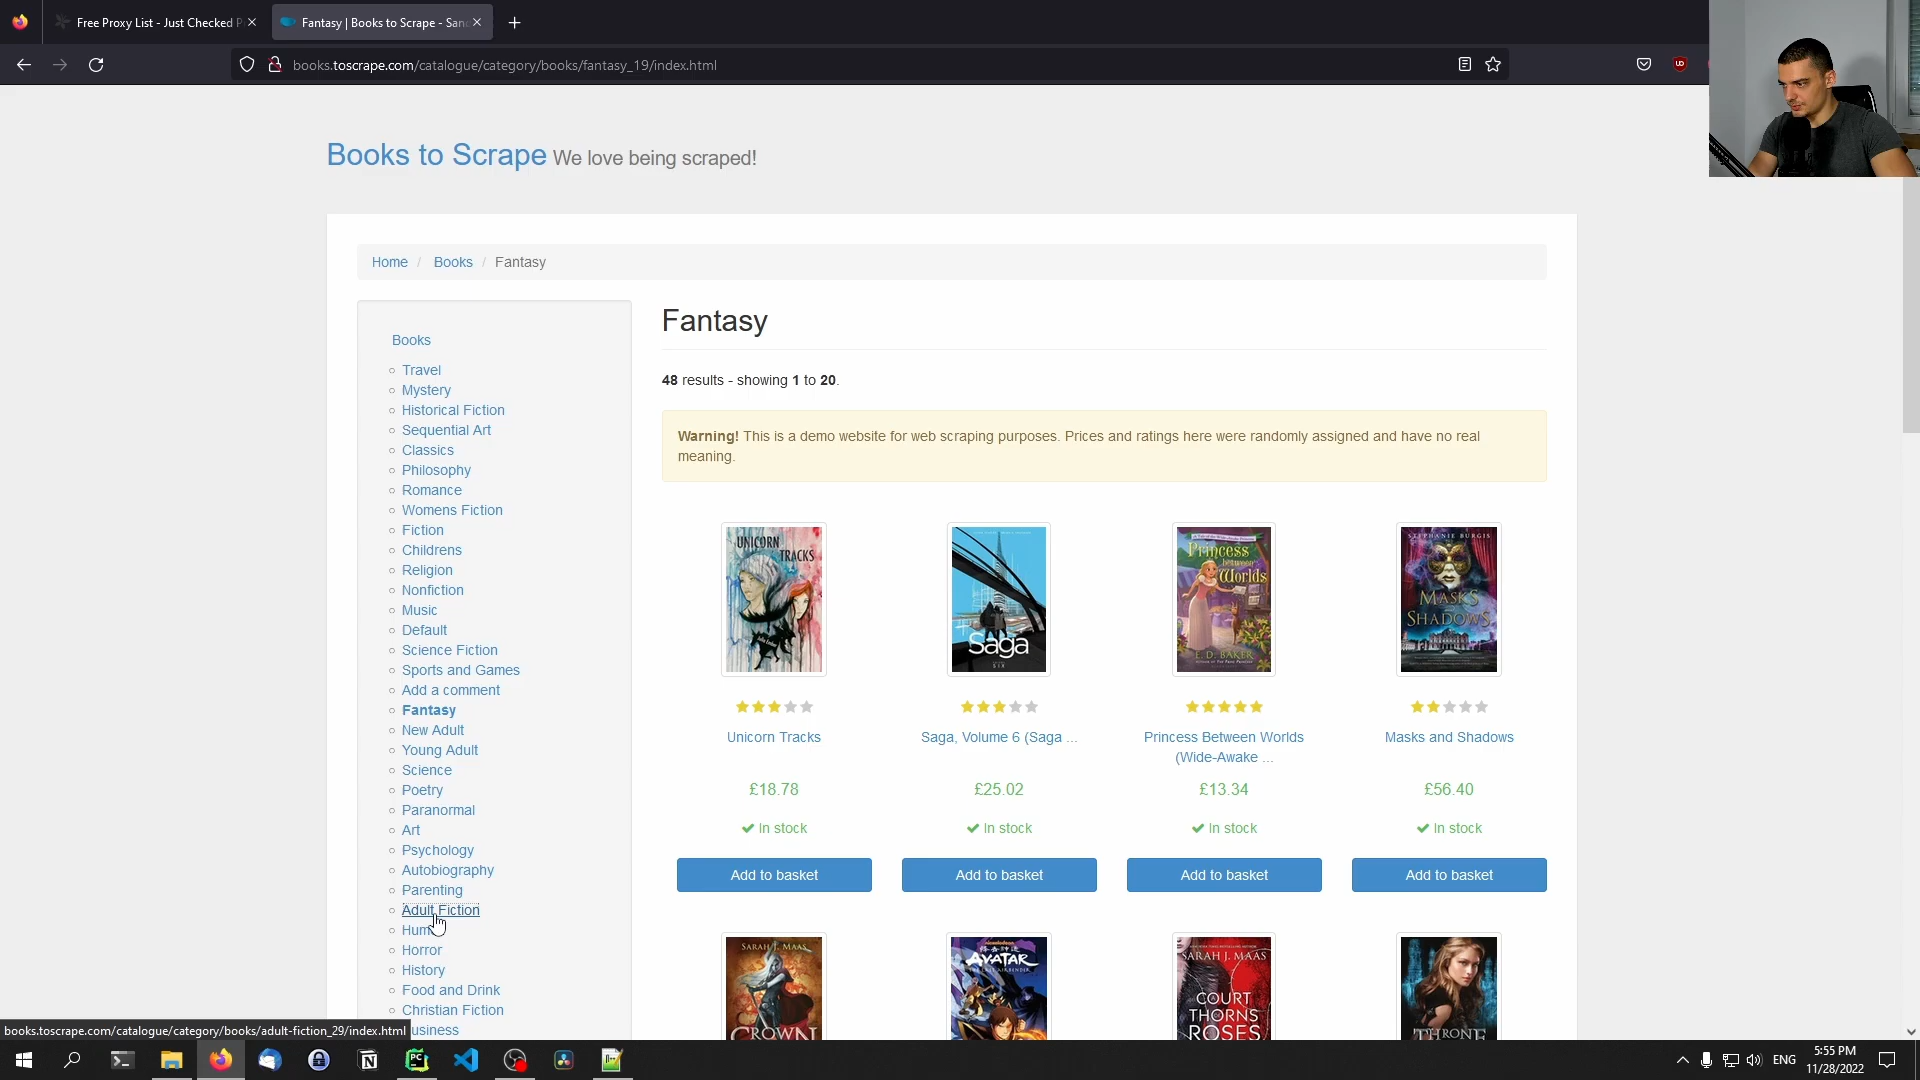 Free Proxy List - Just Checked P
Fantasy | Books to Scrape - San
books.toscrape.com/catalogue/category/books/fantasy_19/index.html
Books to Scrape We love being scraped!
Home / Books / Fantasy
Books
Travel
Mystery
Historical Fiction
Sequential Art
Classics
Philosophy
Romance
Womens Fiction
Fiction
Childrens
Religion
Nonfiction
Music
Default
Science Fiction
Sports and Games
Add a comment
Fantasy
New Adult
Young Adult
Science
Poetry
Paranormal
Art
Psychology
Autobiography
Parenting
Adult Fiction
Hum
Horror
History
Food and Drink
Christian Fiction
usiness
Fantasy
48 results - showing 1 to 20.
Warning! This is a demo website for web scraping purposes. Prices and ratings here were randomly assigned and have no real
meaning.
UNICORN
TRACKS
Saga
SIX
Princess
between
Worlds
E. D. BAKER
STEPHANIE BURGIS
MASKS
AND
SHADOWS
Unicorn Tracks
Saga, Volume 6 (Saga ...
Princess Between Worlds
(Wide-Awake ...
Masks and Shadows
£18.78
£25.02
£13.34
£56.40
In stock
In stock
In stock
In stock
Add to basket
Add to basket
Add to basket
Add to basket
SARAH J. MAAS
CROWN
AVATAR
SARAH J. MAAS
COURT
THORNS
ROSES
THRONE
books.toscrape.com/catalogue/category/books/adult-fiction_29/index.html
ENG
5:55 PM
11/28/2022